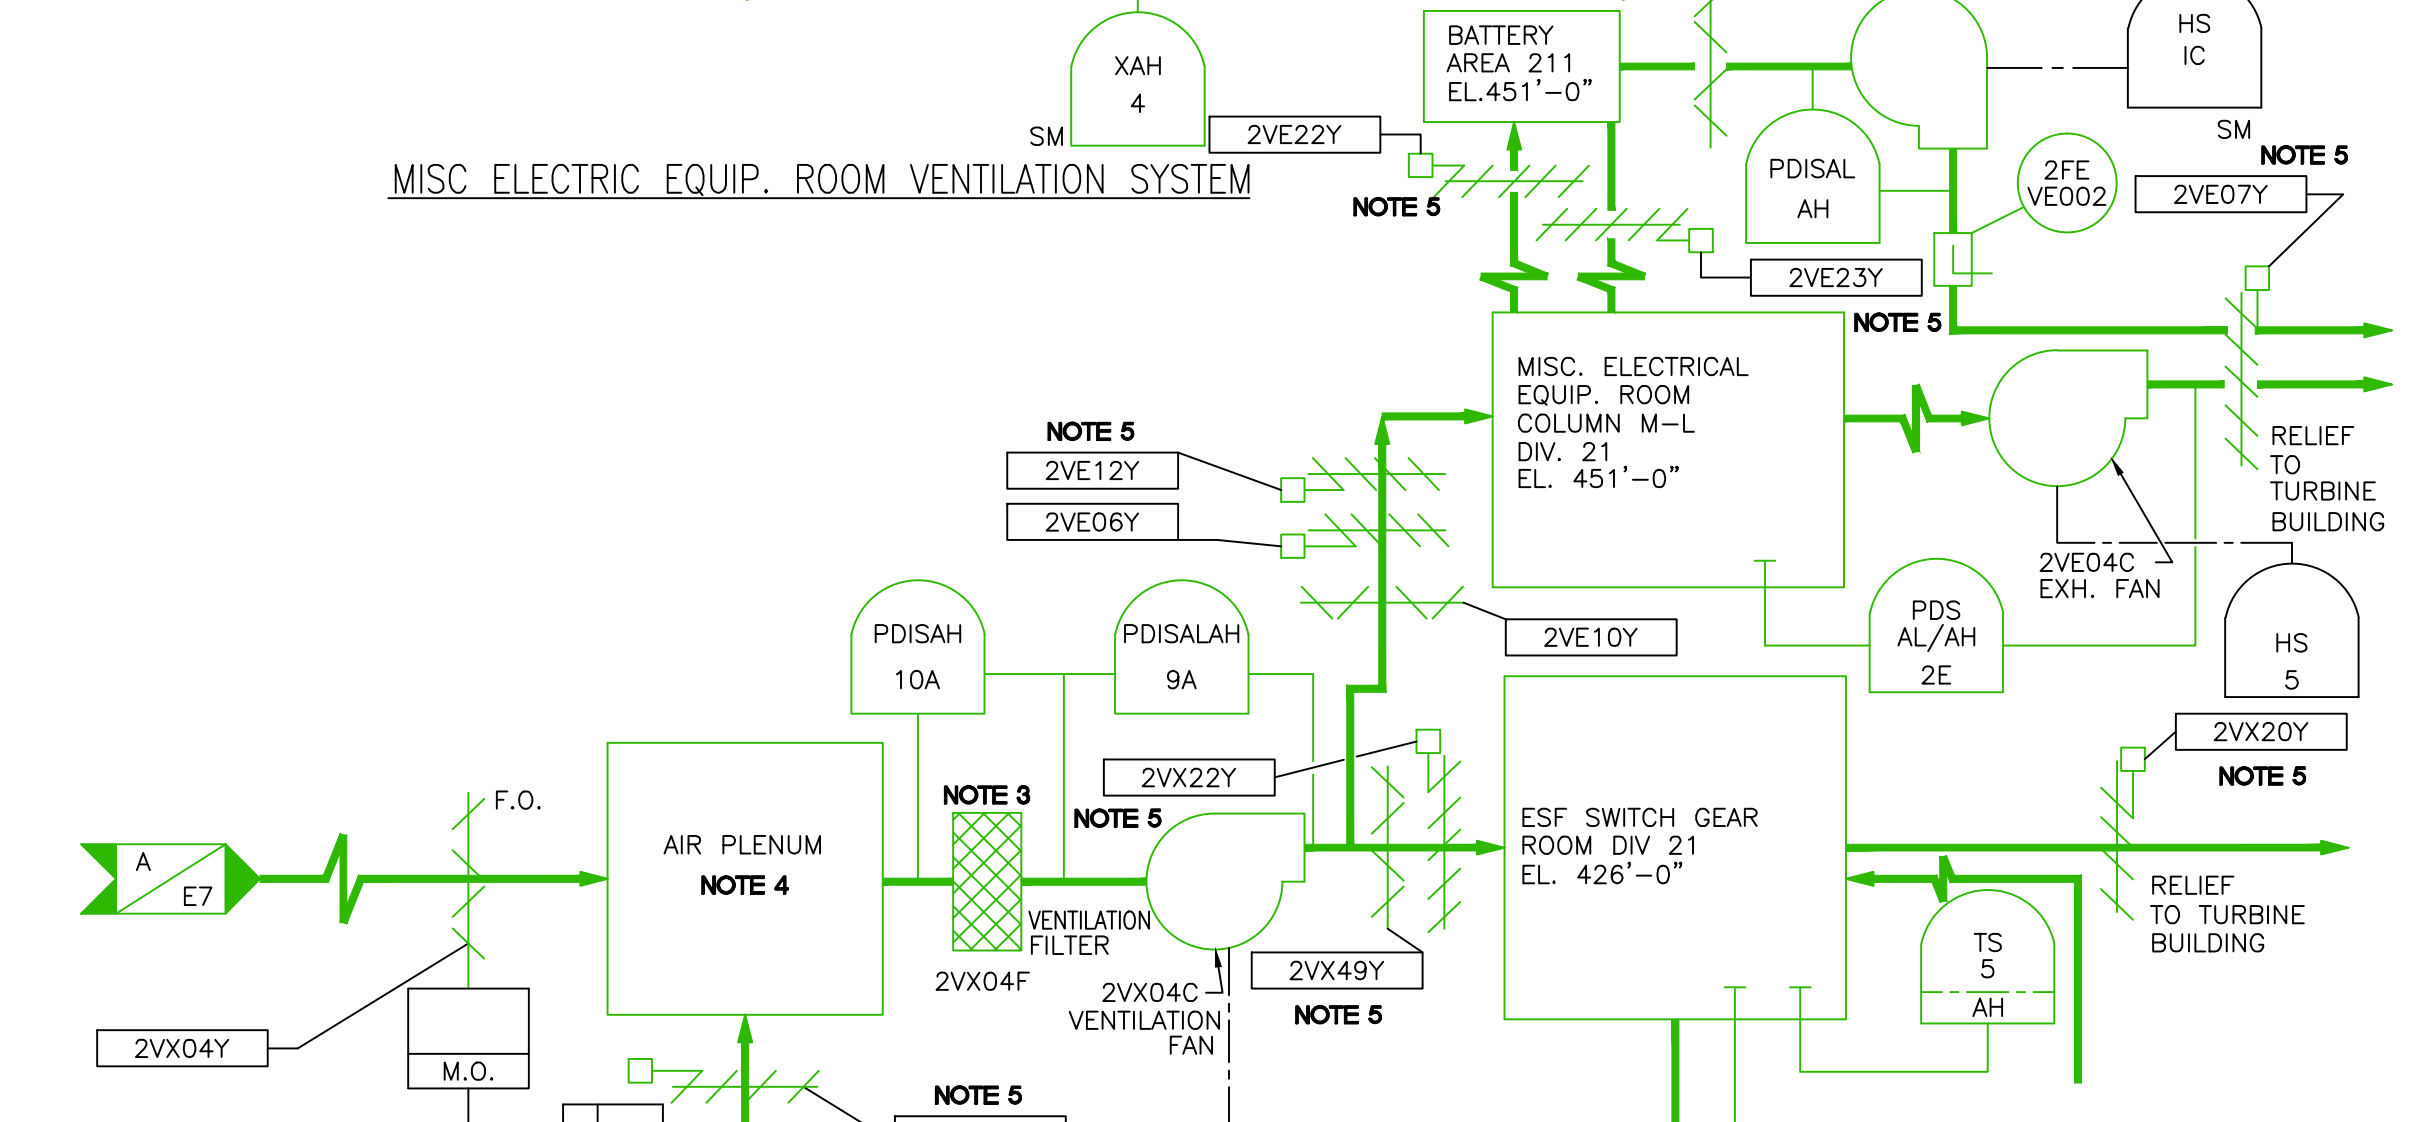 HS
IC
SM
BATTERY
AREA 211
EL.451'-0"
XAH
4
SM
2VE22Y
NOTE 5
MISC ELECTRIC EQUIP. ROOM VENTILATION SYSTEM
PDISAL
AH
2FE
VE002
NOTE 5
2VE07Y
2VE23Y
NOTE 5
MISC. ELECTRICAL
EQUIP. ROOM
COLUMN M-L
DIV. 21
EL. 451'-0"
NOTE 5
2VE12Y
2VE06Y
RELIEF
TO
TURBINE
BUILDING
2VE04C
EXH. FAN
2VE10Y
PDS
AL/AH
2E
HS
5
PDISAH
10A
PDISALAH
9A
2VX20Y
NOTE 5
2VX22Y
F.O.
NOTE 3
NOTE 5
A
E7
AIR PLENUM
NOTE 4
ESF SWITCH GEAR
ROOM DIV 21
EL. 426'-0"
RELIEF
TO TURBINE
BUILDING
VENTILATION
FILTER
2VX04F
2VX04C
VENTILATION
FAN
2VX49Y
NOTE 5
TS
5
AH
2VX04Y
M.O.
NOTE 5